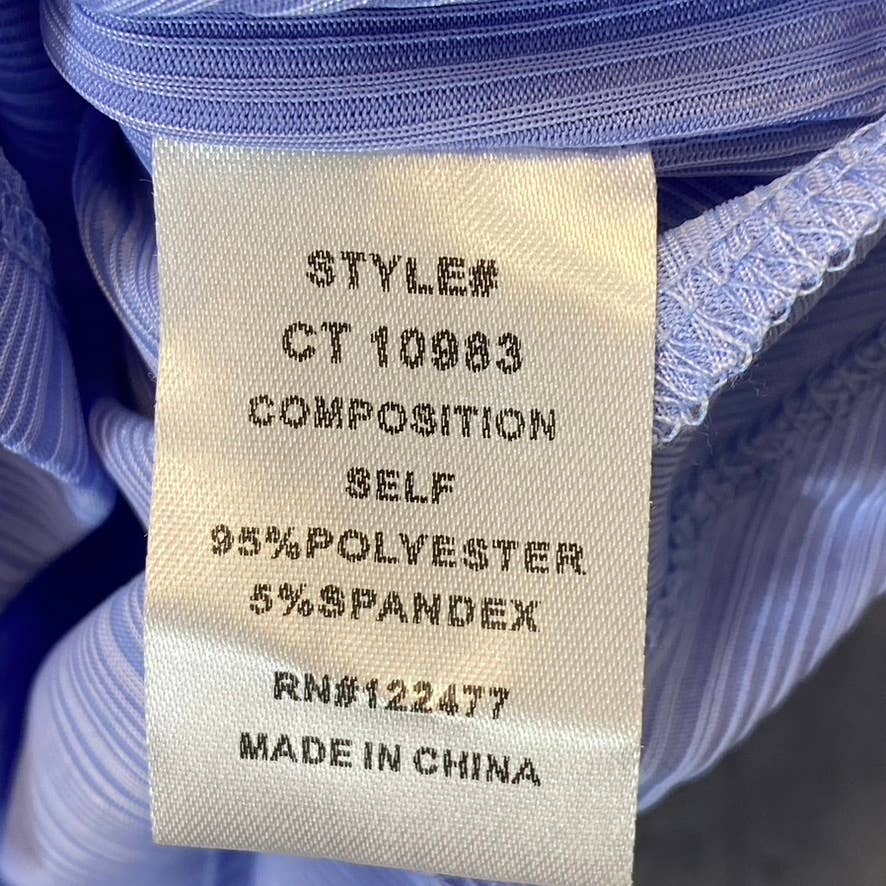 STYLE#
CT 10983
COMPOSITION
SELF
95%POLYESTER
5%SPANDEX
RN#122477
MADE IN CHINA